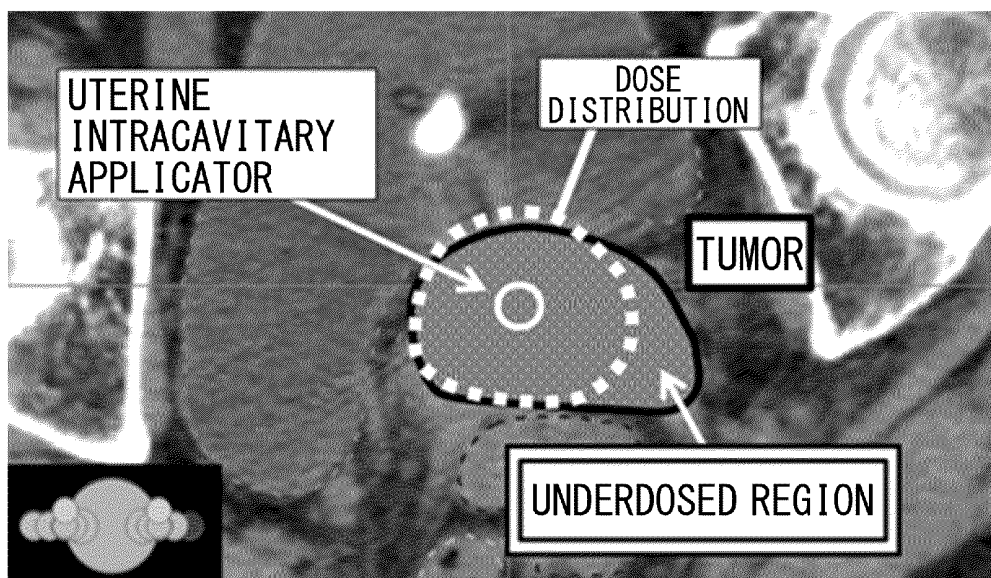 UTERINE
INTRACAVITARY
APPLICATOR
DOSE
DISTRIBUTION
TUMOR
UNDERDOSED REGION